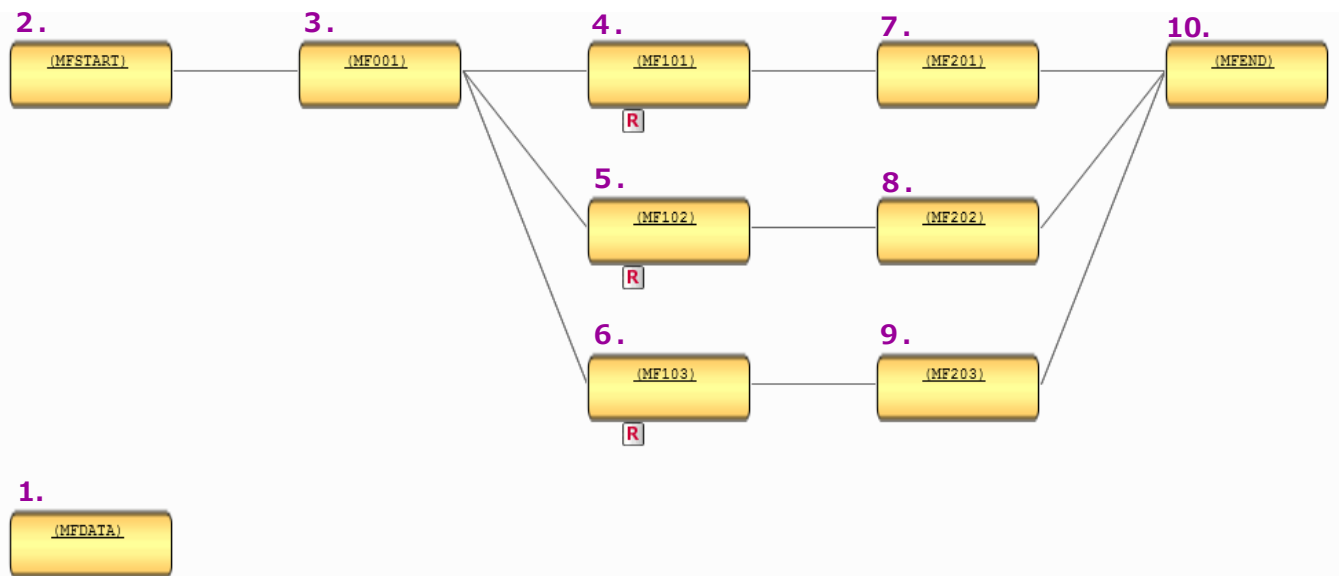 2. 3. 4. 7. 10.
(MFSTART) (MF001) (MF101) (MF201) (MFEND)
R
5. 8.
(MF102) (MF202)
R
6. 9.
(MF103) (MF203)
R
1.
(MFDATA)